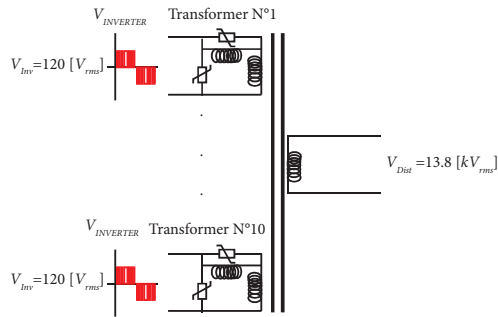 V_INVERTER Transformer N°1
V_Inv=120 [V_rms]
V_Dist=13.8 [kV_rms]
V_INVERTER Transformer N°10
V_Inv=120 [V_rms]